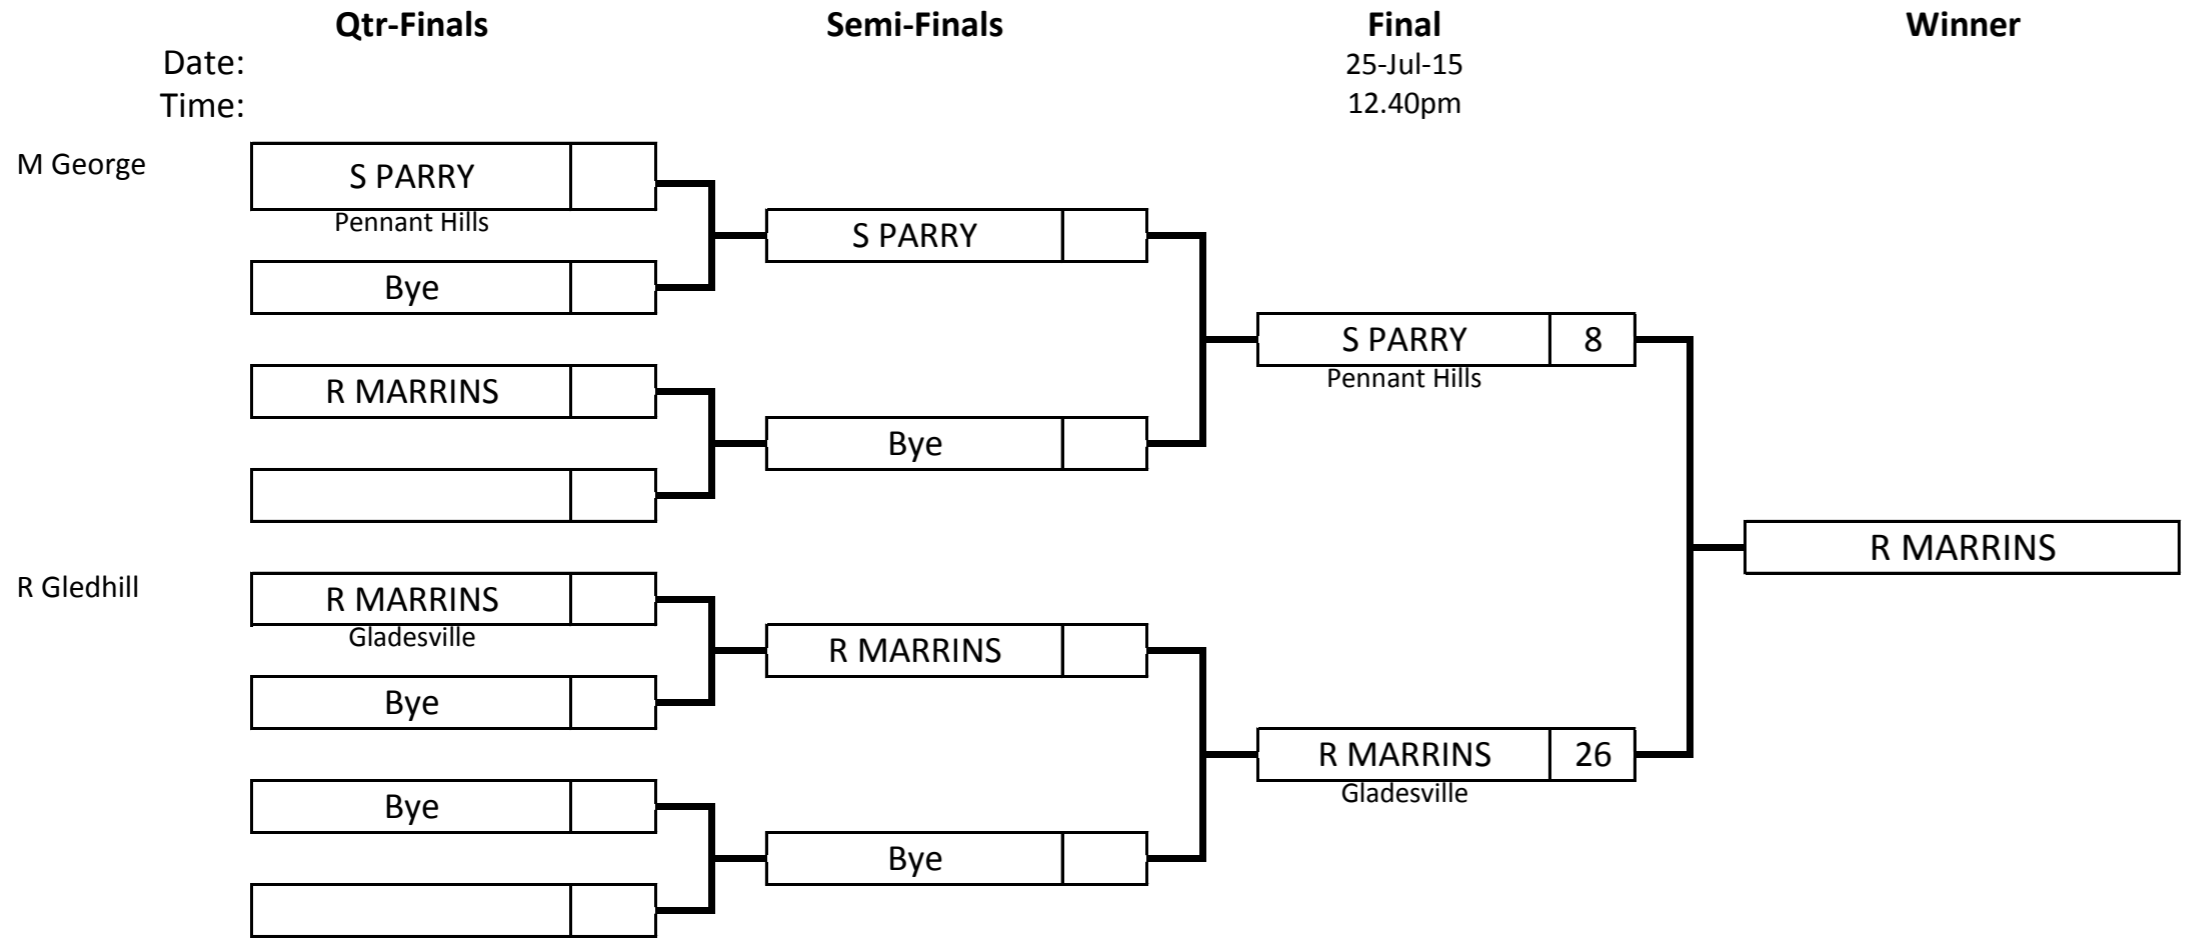 Qtr-Finals Semi-Finals Final Winner
Date: 25-Jul-15
Time: 12.40pm
M George
S PARRY
Pennant Hills
S PARRY
Bye
S PARRY 8
Pennant Hills
R MARRINS
Bye
R MARRINS
R Gledhill
R MARRINS
Gladesville
R MARRINS
Bye
R MARRINS 26
Gladesville
Bye
Bye